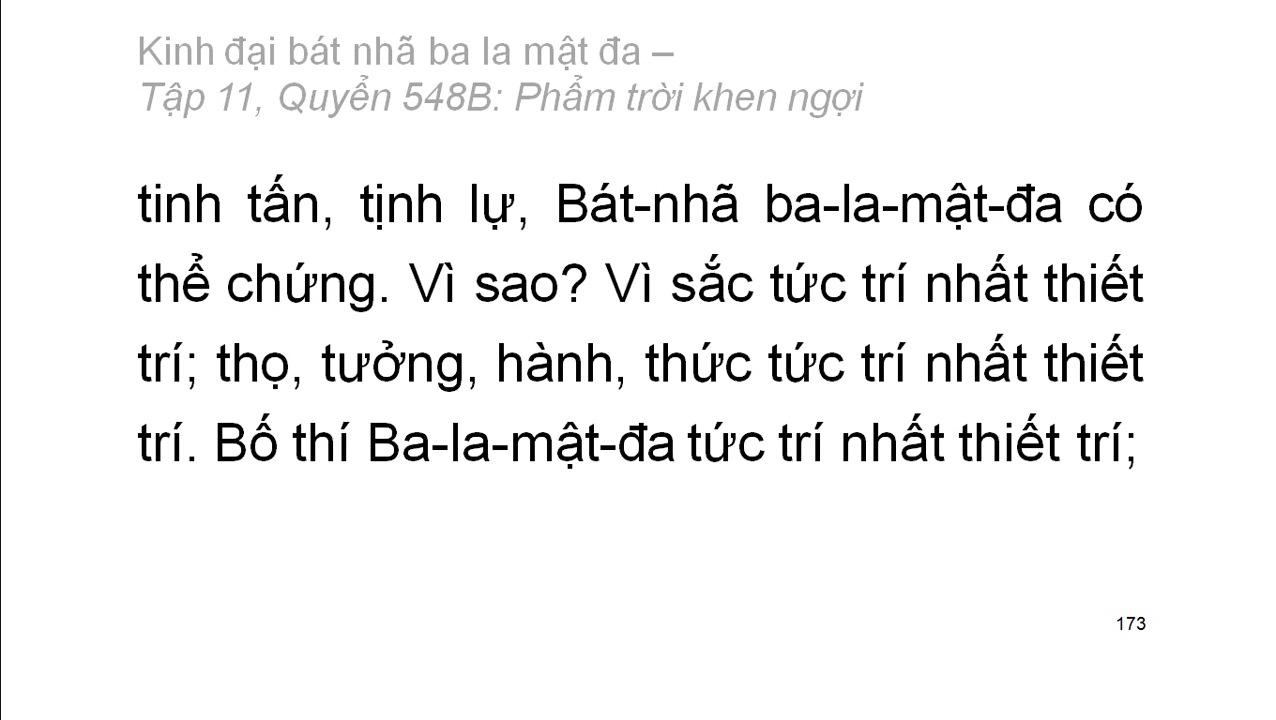 Kinh đại bát nhã ba la mật đa –
Tập 11, Quyển 548B: Phẩm trời khen ngợi
tinh tấn, tịnh lự, Bát-nhã ba-la-mật-đa có
thể chứng. Vì sao? Vì sắc tức trí nhất thiết
trí; thọ, tưởng, hành, thức tức trí nhất thiết
trí. Bố thí Ba-la-mật-đa tức trí nhất thiết trí;
173